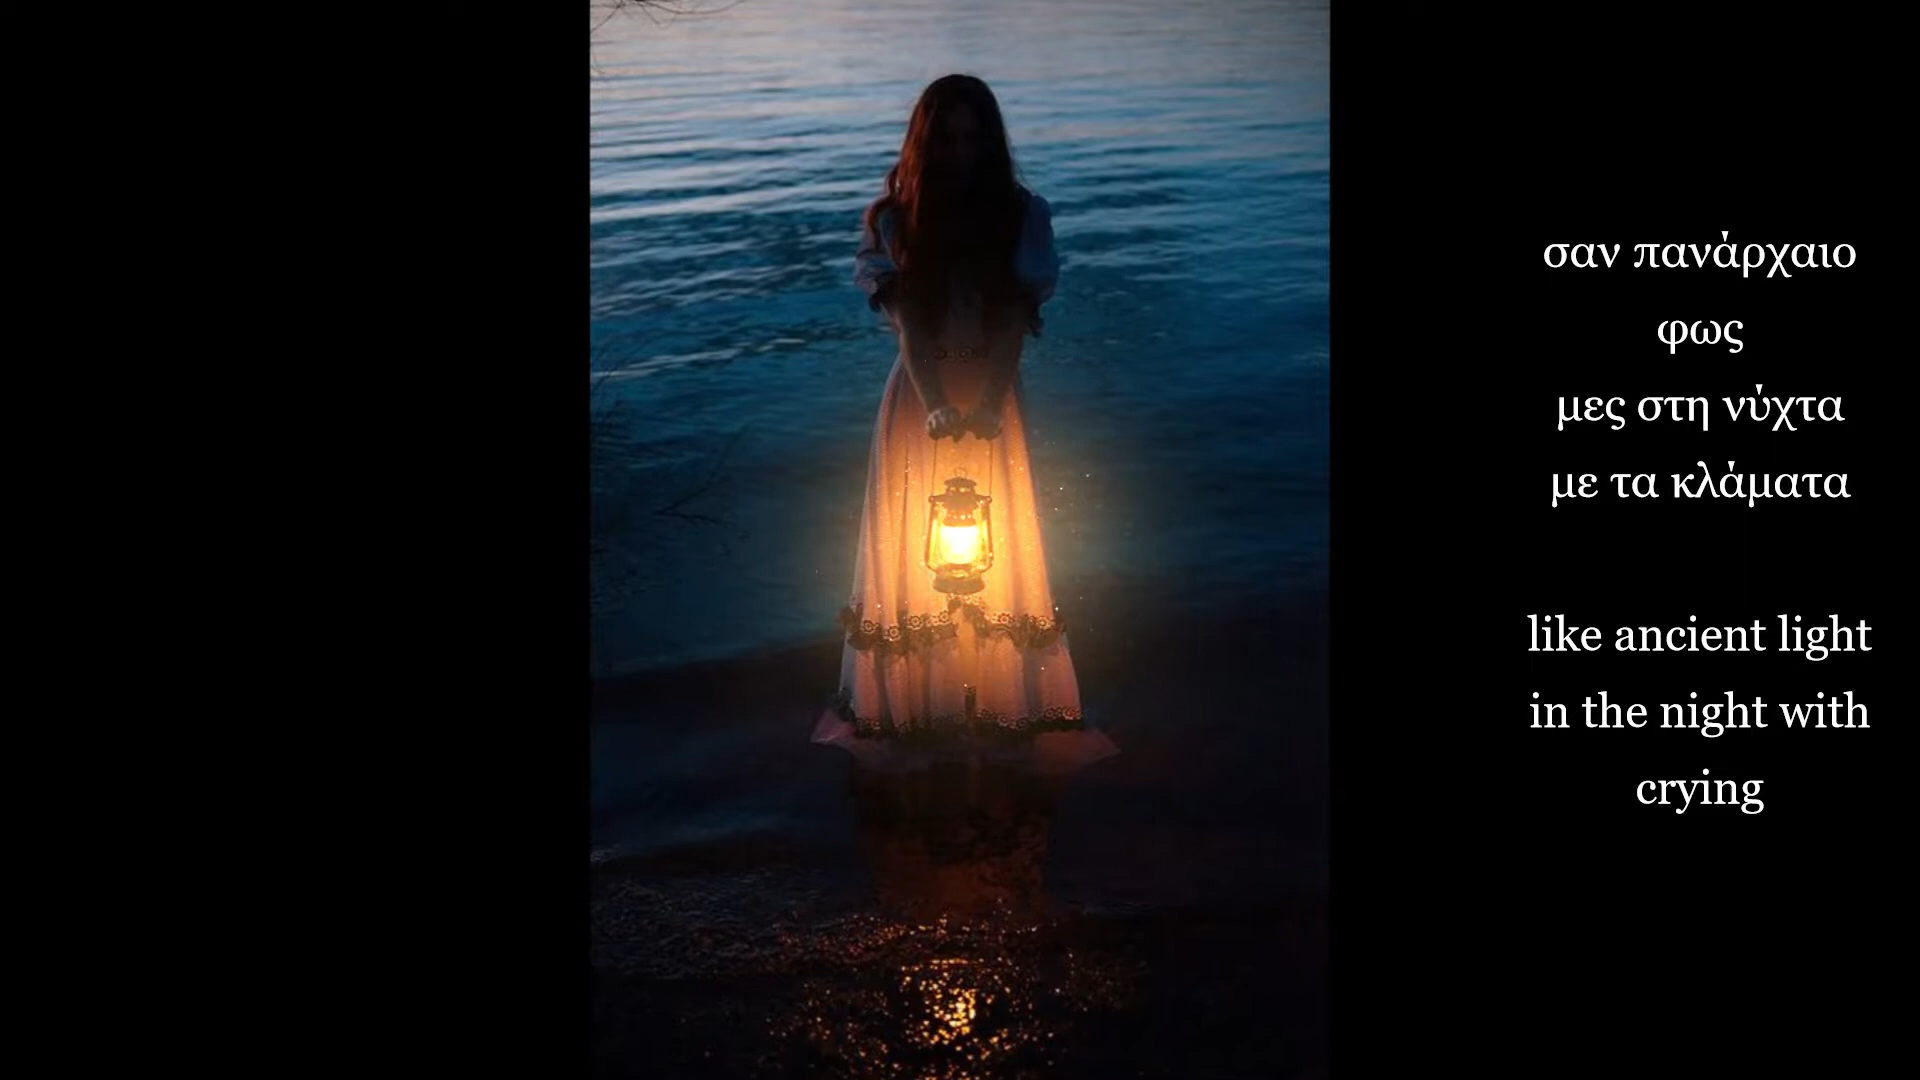 σαν πανάρχαιο
φως
μες στη νύχτα
με τα κλάματα
like ancient light
in the night with
crying